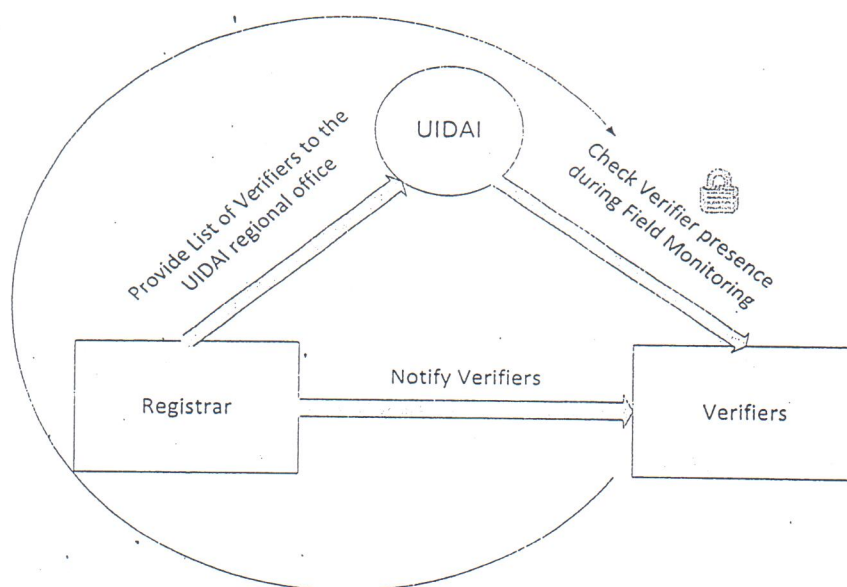 UIDAI
Provide List of Verifiers to the
UIDAI regional office
Check Verifier presence
during Field Monitoring
Registrar
Notify Verifiers
Verifiers